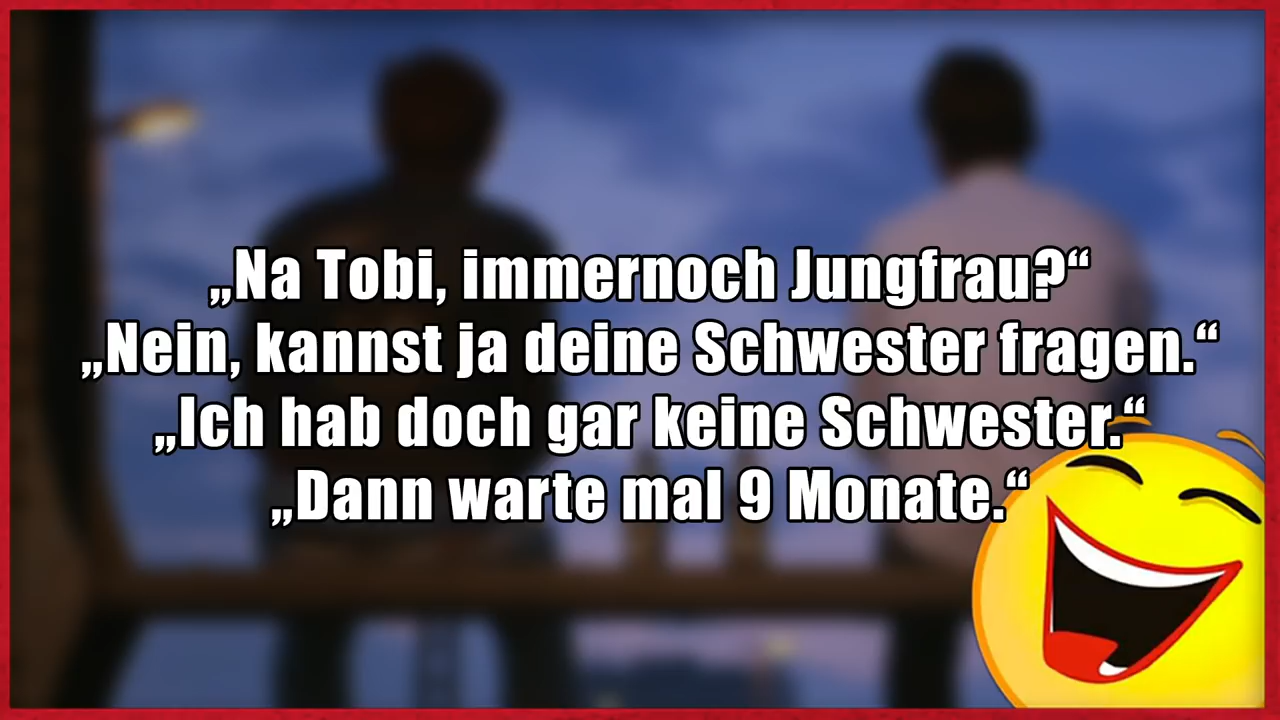 „Na Tobi, immernoch Jungfrau?“
„Nein, kannst ja deine Schwester fragen.“
„Ich hab doch gar keine Schwester.“
„Dann warte mal 9 Monate.“